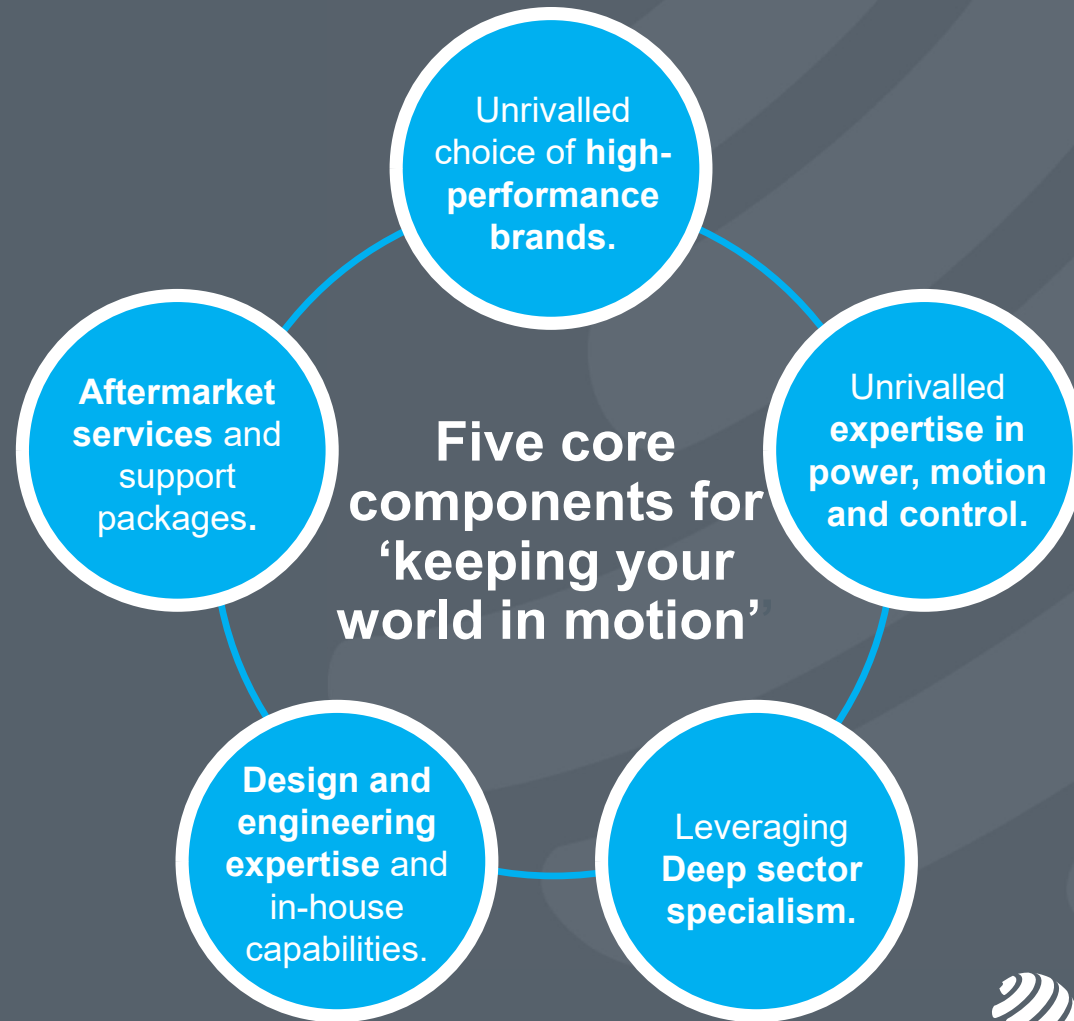 Unrivalled
choice of high-
performance
brands.
Unrivalled
expertise in
power, motion
and control.
Leveraging
Deep sector
specialism.
Design and
engineering
expertise and
in-house
capabilities.
Aftermarket
services and
support
packages.
Five core
components for
‘keeping your
world in motion’’